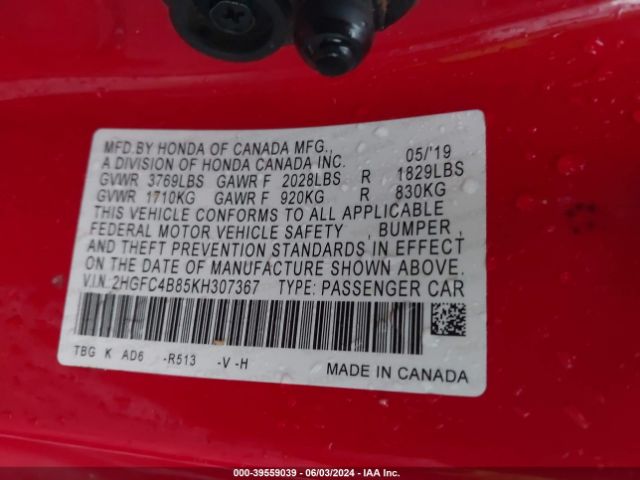 MFD.BY HONDA OF CANADA MFG.,
A DIVISION OF HONDA CANADA INC. 05/'19
GVWR 3769LBS GAWR F 2028LBS R 1829LBS
GVWR 1710KG GAWR F 920KG R 830KG
THIS VEHICLE CONFORMS TO ALL APPLICABLE
FEDERAL MOTOR VEHICLE SAFETY , BUMPER ,
AND THEFT PREVENTION STANDARDS IN EFFECT
ON THE DATE OF MANUFACTURE SHOWN ABOVE.
V.I.N.:2HGFC4B85KH307367 TYPE: PASSENGER CAR
TBG K AD6 -R513 -V -H
MADE IN CANADA
000-39559039 - 06/03/2024 - IAA Holdings, LLC.